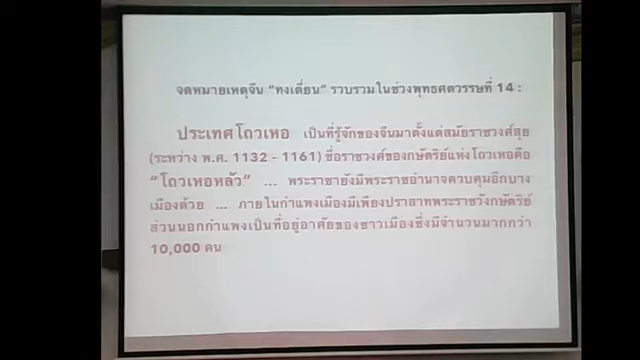 จดหมายเหตุจีน “ทงเตี่ยน” รวบรวมในช่วงพุทธศตวรรษที่ 14 :
ประเทศโถวเหอ เป็นที่รู้จักของจีนมาตั้งแต่สมัยราชวงศ์สุย
(ระหว่าง พ.ศ. 1132 - 1161) ชื่อราชวงศ์ของกษัตริย์แห่งโถวเหอคือ
“โถวเหอหลัว” ... พระราชายังมีพระราชอำนาจควบคุมอีกบาง
เมืองด้วย ... ภายในกำแพงเมืองมีเพียงปราสาทพระราชวังกษัตริย์
ส่วนนอกกำแพงเป็นที่อยู่อาศัยของชาวเมืองซึ่งมีจำนวนมากกว่า
10,000 คน